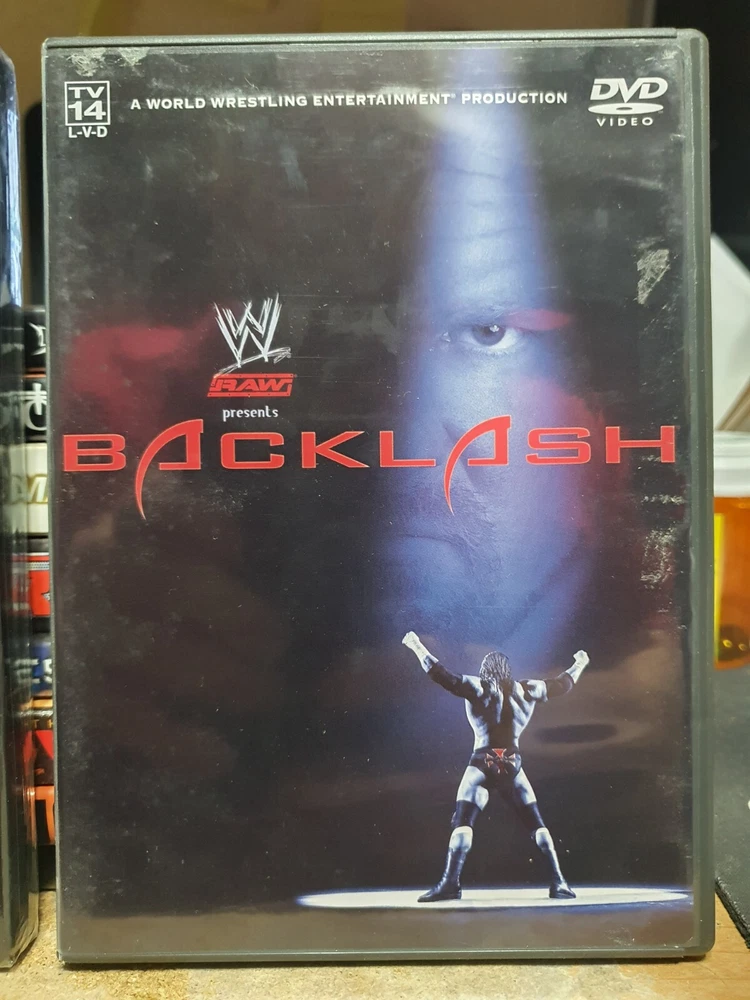 TV
14
L-V-D
A WORLD WRESTLING ENTERTAINMENT® PRODUCTION
DVD
VIDEO
W
RAW
presents
BACKLASH